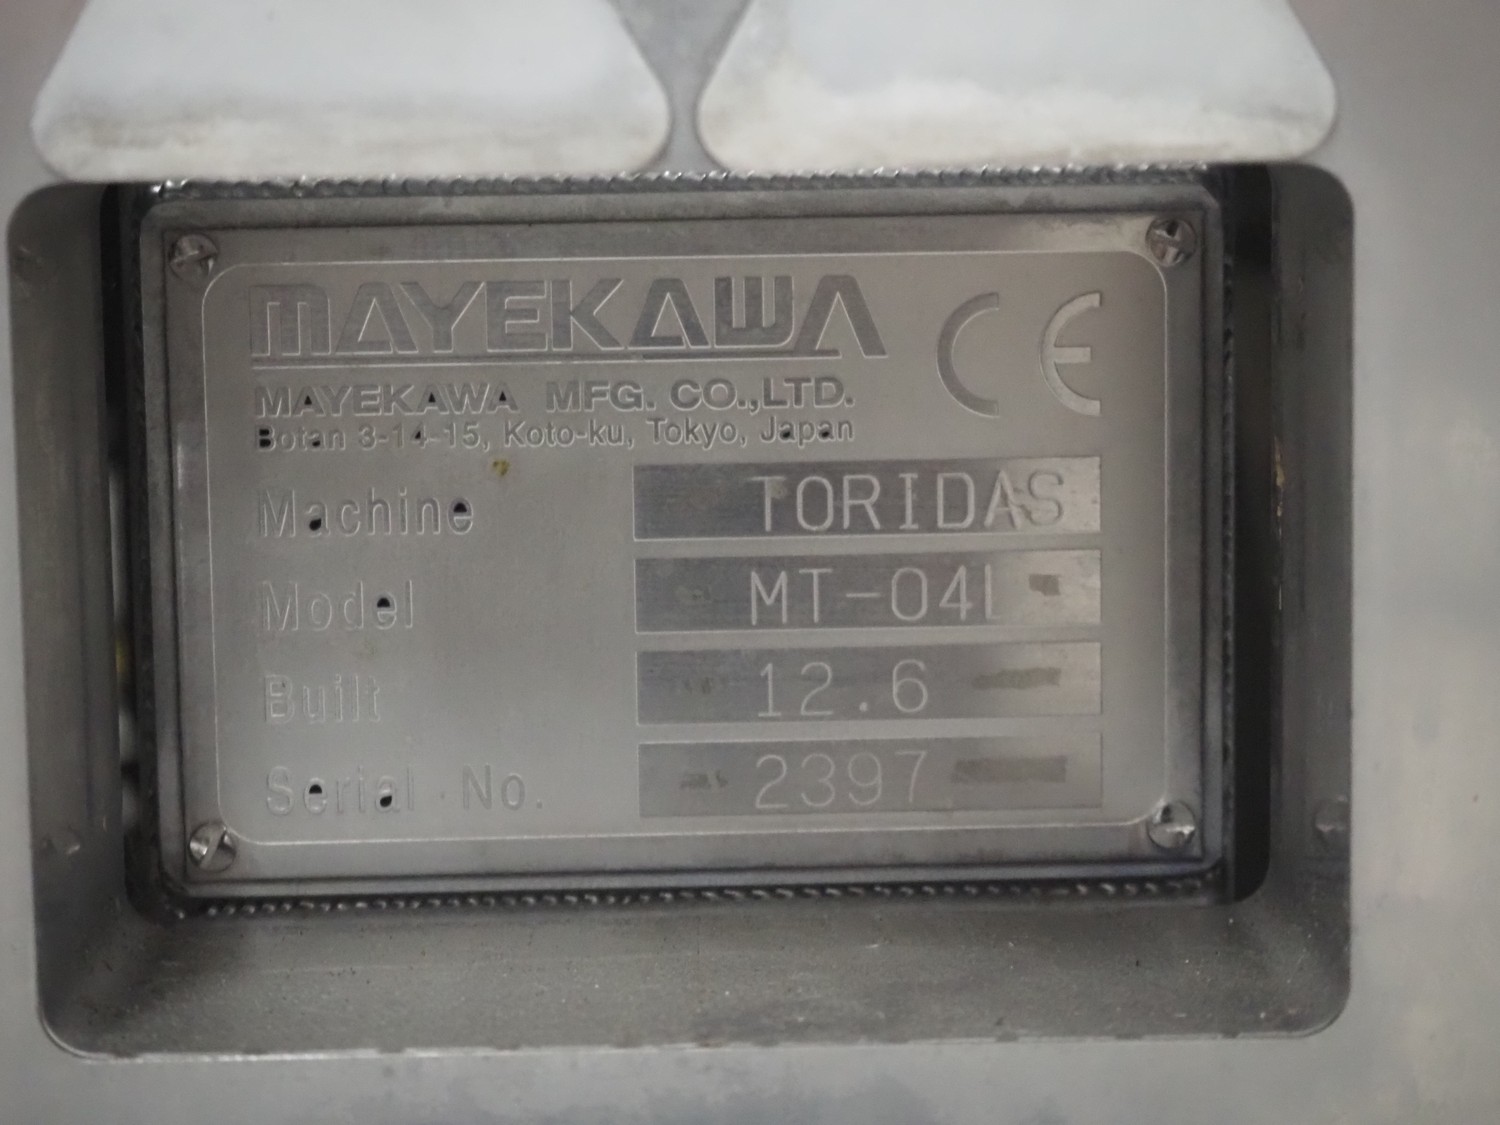 MAYEKAWA CE
MAYEKAWA MFG. CO.,LTD.
Botan 3-14-15, Koto-ku, Tokyo, Japan
Machine TORIDAS
Model MT-04L
Built 12.6
Serial No. 2397